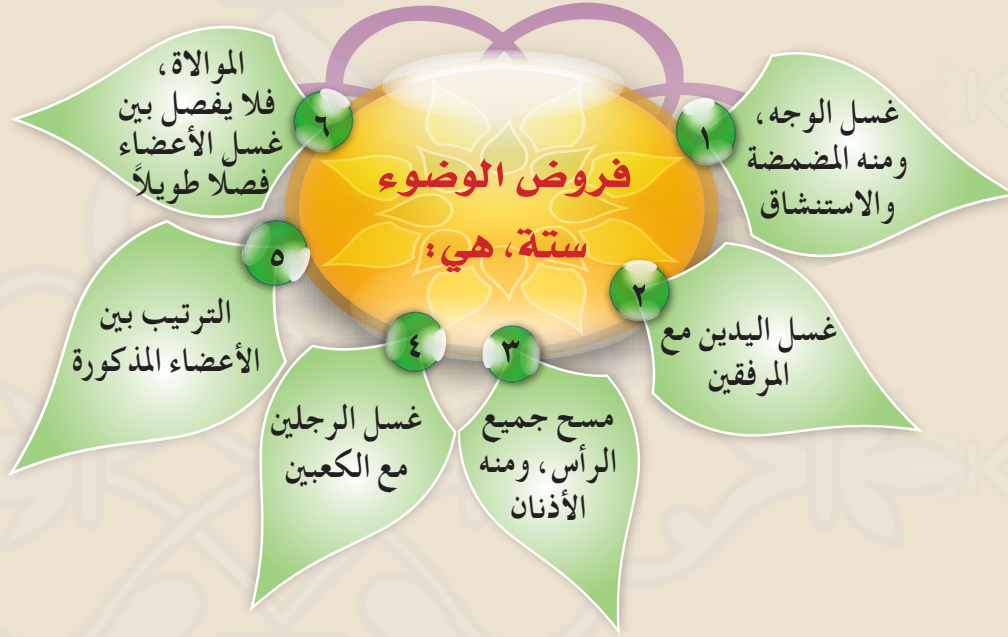 فروض الوضوء
ستة، هي:
١
غسل الوجه،
ومنه المضمضة
والاستنشاق
٢
غسل اليدين مع
المرفقين
٣
مسح جميع
الرأس، ومنه
الأذنان
٤
غسل الرجلين
مع الكعبين
٥
الترتيب بين
الأعضاء المذكورة
٦
الموالاة،
فلا يفصل بين
غسل الأعضاء
فصلا طويلاً